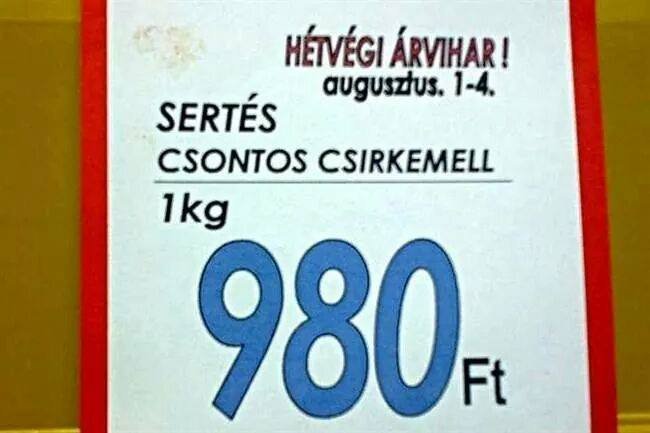 HÉTVÉGI ÁRVIHAR!
augusztus. 1-4.
SERTÉS
CSONTOS CSIRKEMELL
1kg
980 Ft